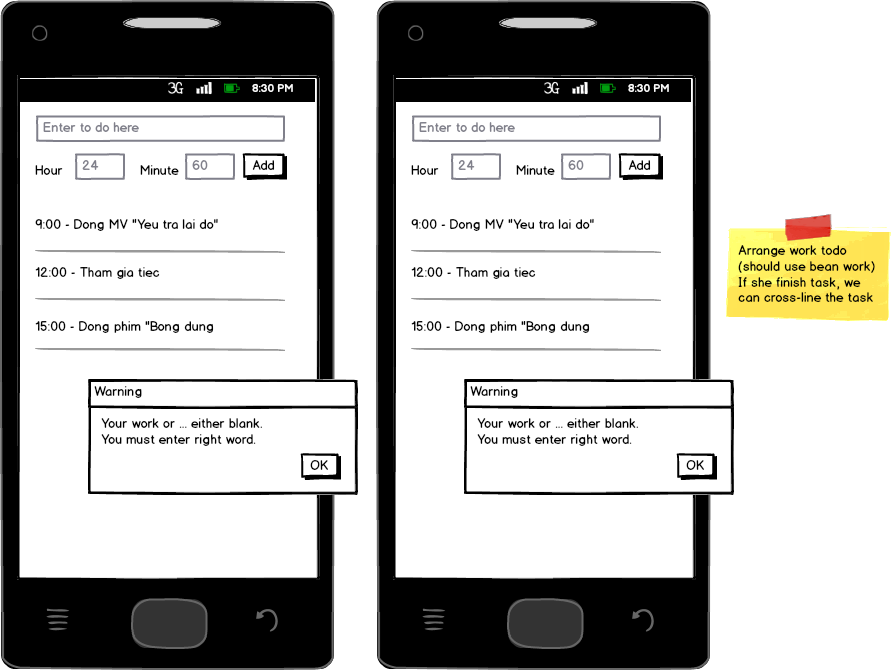 3G 8:30 PM
Enter to do here
Hour 24 Minute 60 Add
9:00 - Dong MV "Yeu tra lai do"
12:00 - Tham gia tiec
15:00 - Dong phim "Bong dung
Warning
Your work or ... either blank.
You must enter right word.
OK
3G 8:30 PM
Enter to do here
Hour 24 Minute 60 Add
9:00 - Dong MV "Yeu tra lai do"
12:00 - Tham gia tiec
15:00 - Dong phim "Bong dung
Warning
Your work or ... either blank.
You must enter right word.
OK
Arrange work todo
(should use bean work)
If she finish task, we
can cross-line the task